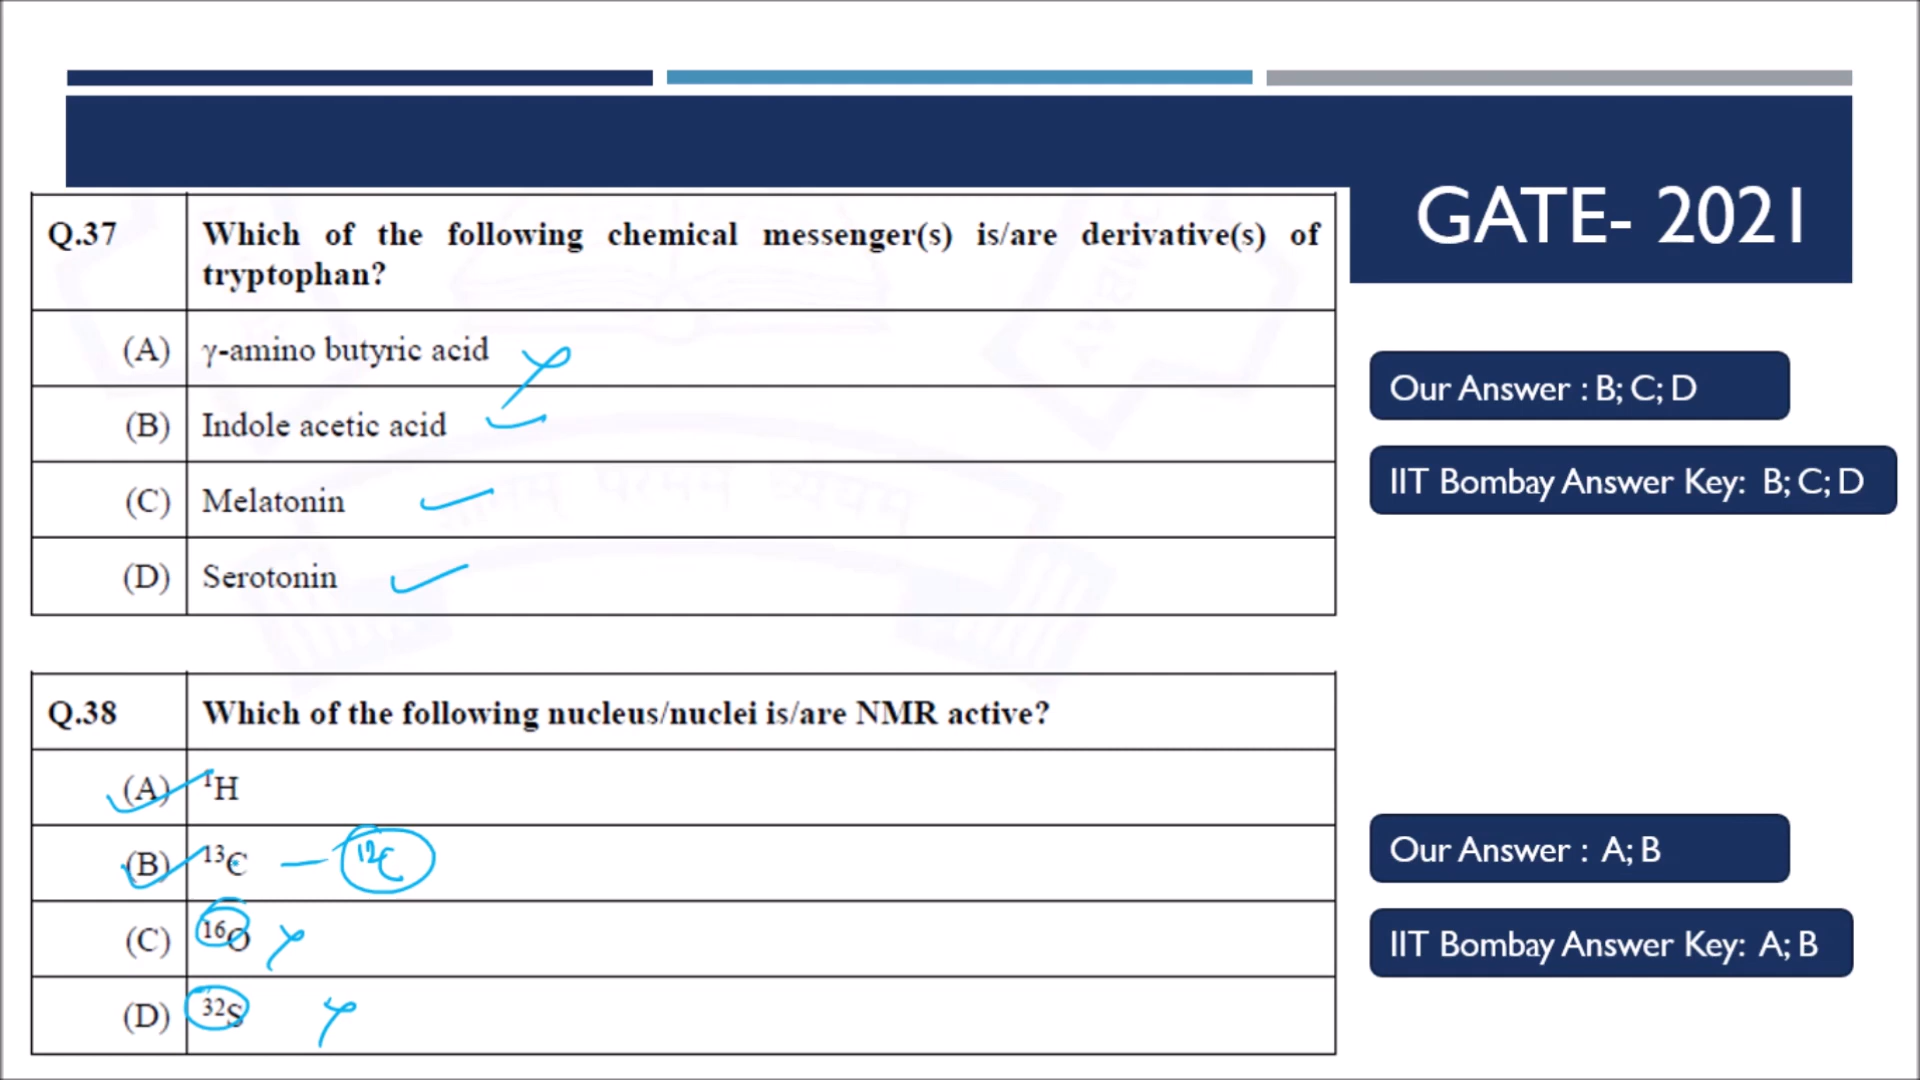 GATE- 2021
Q.37 Which of the following chemical messenger(s) is/are derivative(s) of
tryptophan?
(A) γ-amino butyric acid
(B) Indole acetic acid
(C) Melatonin
(D) Serotonin
Our Answer : B; C; D
IIT Bombay Answer Key: B; C; D
Q.38 Which of the following nucleus/nuclei is/are NMR active?
(A) ¹H
(B) ¹³C — ¹²C
(C) ¹⁶O
(D) ³²S
Our Answer : A; B
IIT Bombay Answer Key: A; B